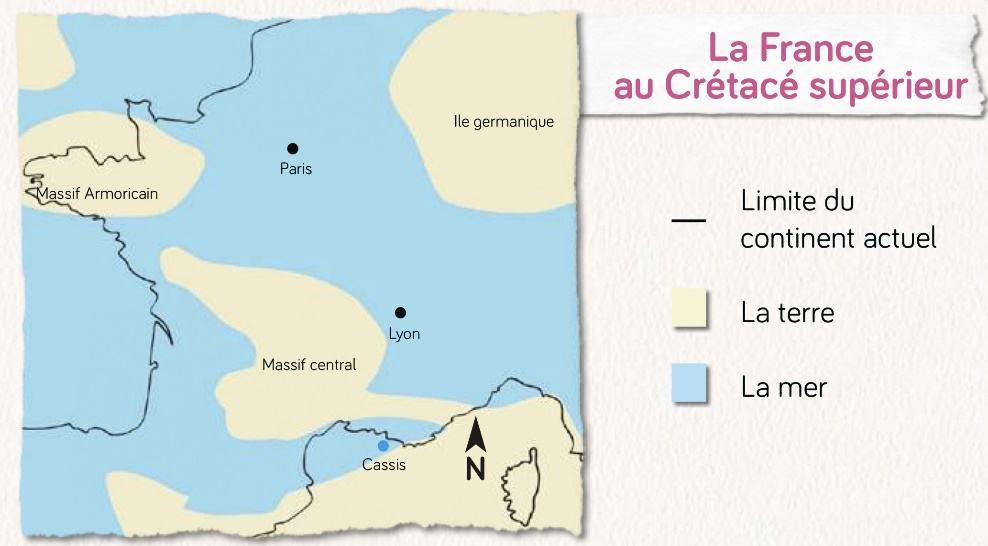 La France
au Crétacé supérieur
Ile germanique
Paris
Massif Armoricain
Lyon
Massif central
Cassis
N
Limite du
continent actuel
La terre
La mer